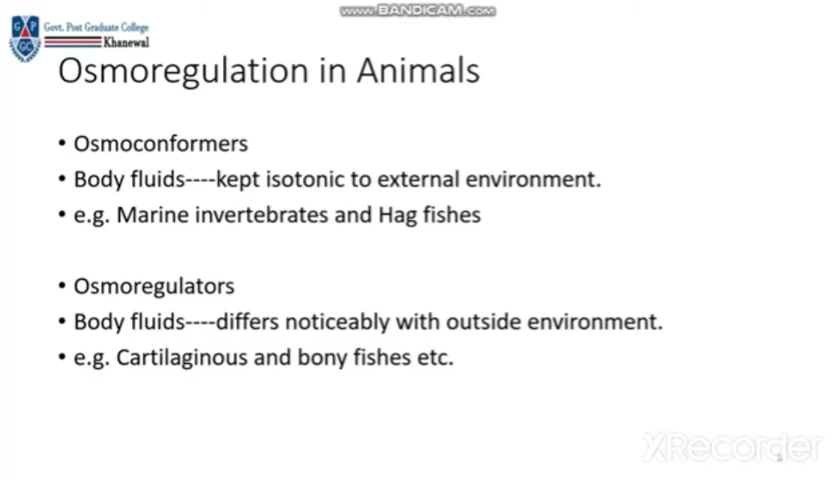 www.BANDICAM.com
GAP
GC
Govt. Post Graduate College
Khanewal
Osmoregulation in Animals
• Osmoconformers
• Body fluids----kept isotonic to external environment.
• e.g. Marine invertebrates and Hag fishes
• Osmoregulators
• Body fluids----differs noticeably with outside environment.
• e.g. Cartilaginous and bony fishes etc.
XRecorder